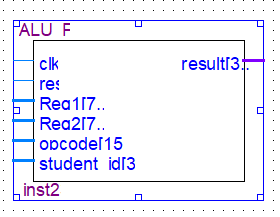 ALU_F
clk result[3..
res
Reg1[7..
Reg2[7..
opcode[15
student_id[3
inst2